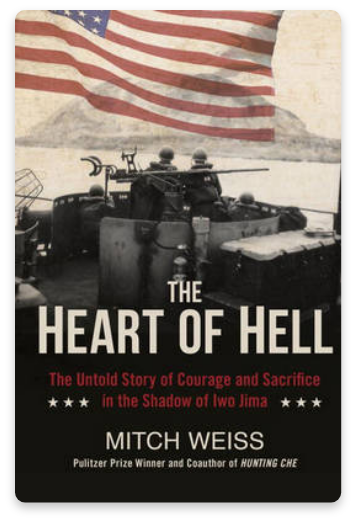 THE
HEART OF HELL
The Untold Story of Courage and Sacrifice
★ ★ ★ in the Shadow of Iwo Jima ★ ★ ★
MITCH WEISS
Pulitzer Prize Winner and Coauthor of HUNTING CHE